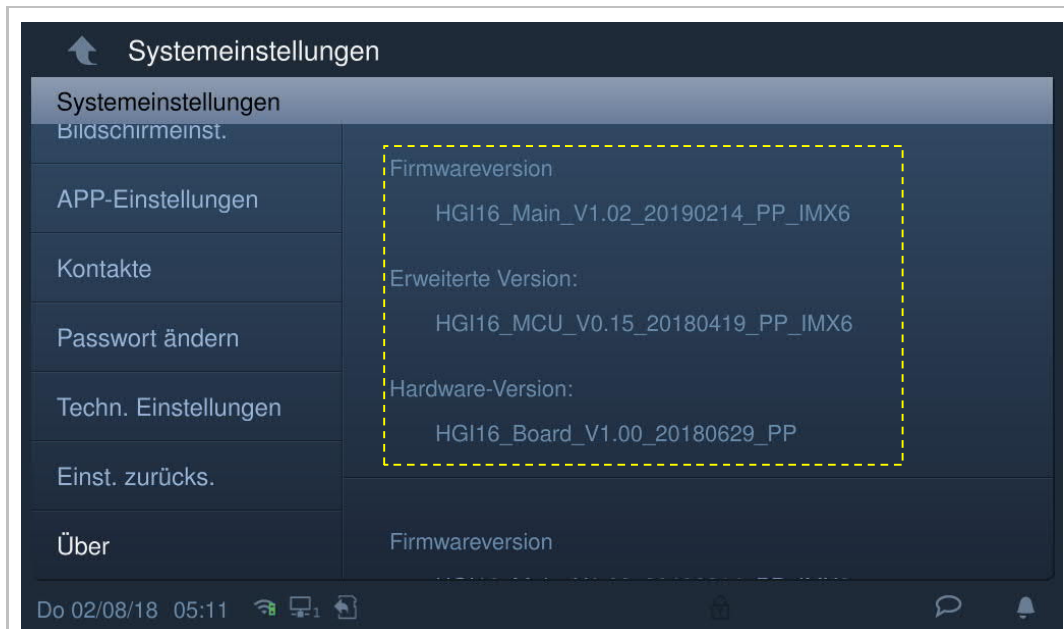 Systemeinstellungen
Systemeinstellungen
Bildschirmeinst.
APP-Einstellungen
Kontakte
Passwort ändern
Techn. Einstellungen
Einst. zurücks.
Über
Firmwareversion
HGI16_Main_V1.02_20190214_PP_IMX6
Erweiterte Version:
HGI16_MCU_V0.15_20180419_PP_IMX6
Hardware-Version:
HGI16_Board_V1.00_20180629_PP
Firmwareversion
Do 02/08/18 05:11 1